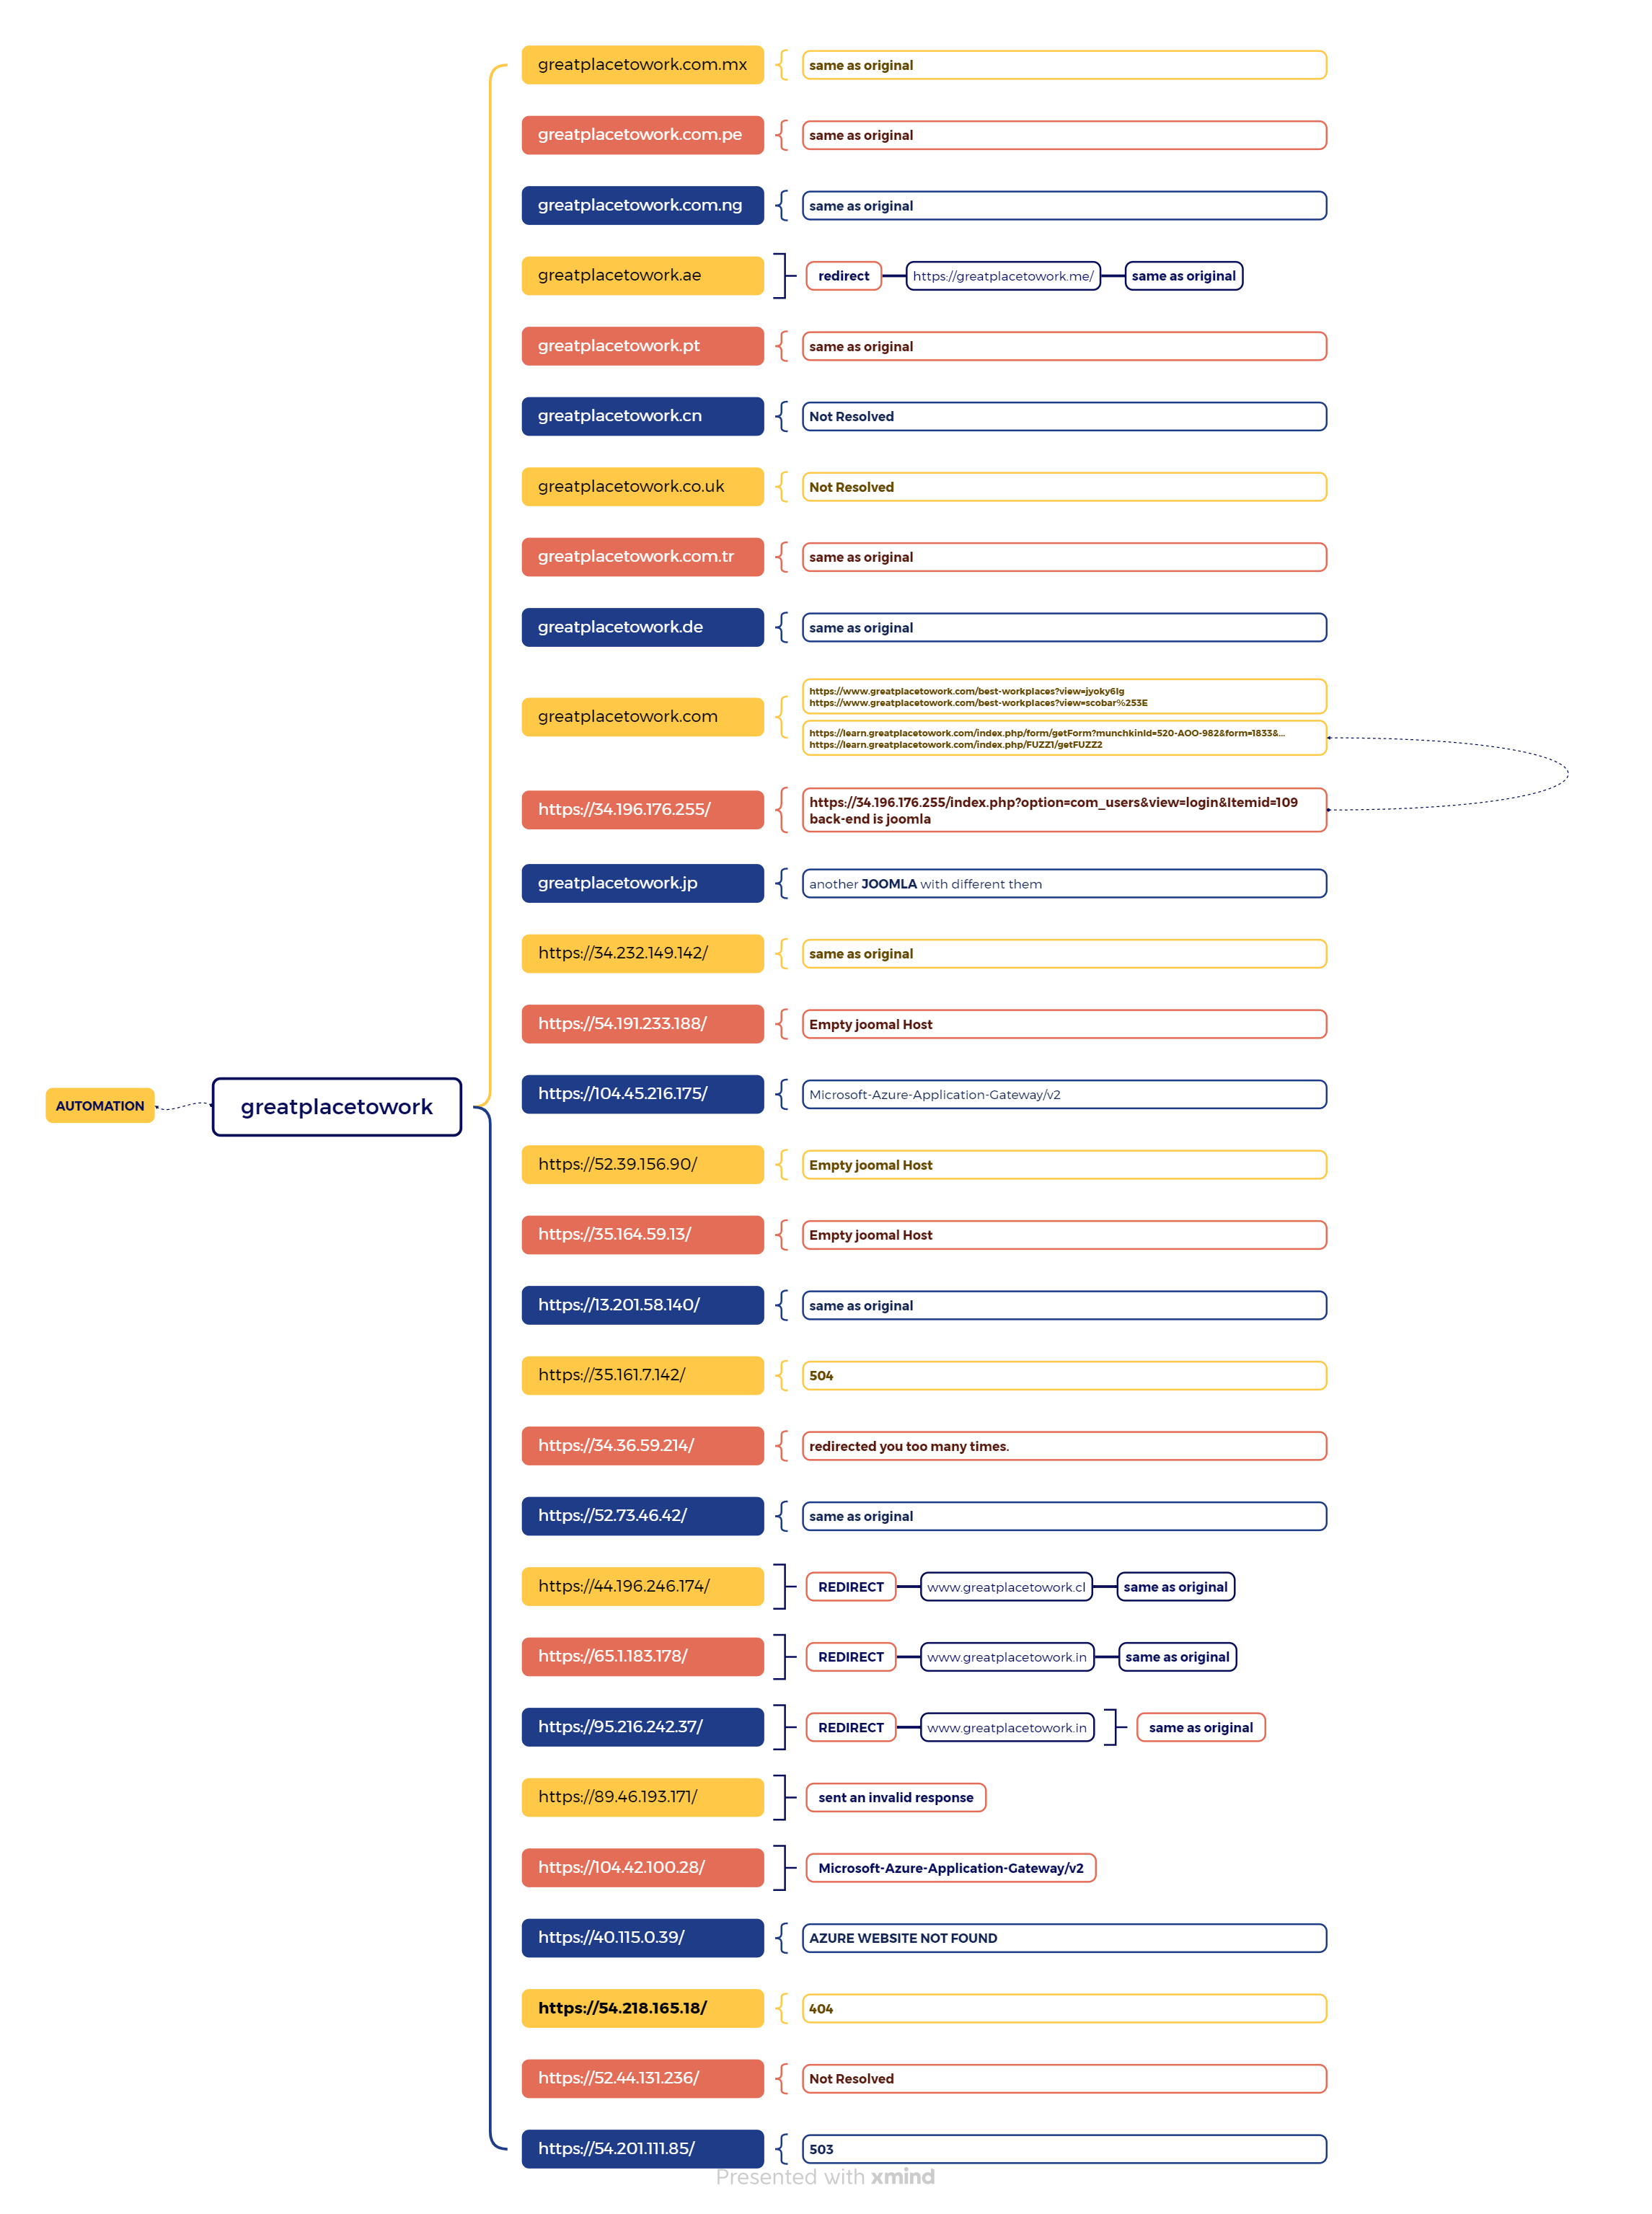 greatplacetowork.com.mx
same as original
greatplacetowork.com.pe
same as original
greatplacetowork.com.ng
same as original
greatplacetowork.ae
redirect
https://greatplacetowork.me/
same as original
greatplacetowork.pt
same as original
greatplacetowork.cn
Not Resolved
greatplacetowork.co.uk
Not Resolved
greatplacetowork.com.tr
same as original
greatplacetowork.de
same as original
greatplacetowork.com
https://www.greatplacetowork.com/best-workplaces?view=jyoky6lg
https://www.greatplacetowork.com/best-workplaces?view=scobar%253E
https://learn.greatplacetowork.com/index.php/form/getForm?munchkinId=520-AOO-982&form=1833&...
https://learn.greatplacetowork.com/index.php/FUZZ1/getFUZZ2
https://34.196.176.255/
https://34.196.176.255/index.php?option=com_users&view=login&Itemid=109
back-end is joomla
greatplacetowork.jp
another JOOMLA with different them
https://34.232.149.142/
same as original
https://54.191.233.188/
Empty joomal Host
https://104.45.216.175/
Microsoft-Azure-Application-Gateway/v2
AUTOMATION
greatplacetowork
https://52.39.156.90/
Empty joomal Host
https://35.164.59.13/
Empty joomal Host
https://13.201.58.140/
same as original
https://35.161.7.142/
504
https://34.36.59.214/
redirected you too many times.
https://52.73.46.42/
same as original
https://44.196.246.174/
REDIRECT
www.greatplacetowork.cl
same as original
https://65.1.183.178/
REDIRECT
www.greatplacetowork.in
same as original
https://95.216.242.37/
REDIRECT
www.greatplacetowork.in
same as original
https://89.46.193.171/
sent an invalid response
https://104.42.100.28/
Microsoft-Azure-Application-Gateway/v2
https://40.115.0.39/
AZURE WEBSITE NOT FOUND
https://54.218.165.18/
404
https://52.44.131.236/
Not Resolved
https://54.201.111.85/
503
Presented with xmind